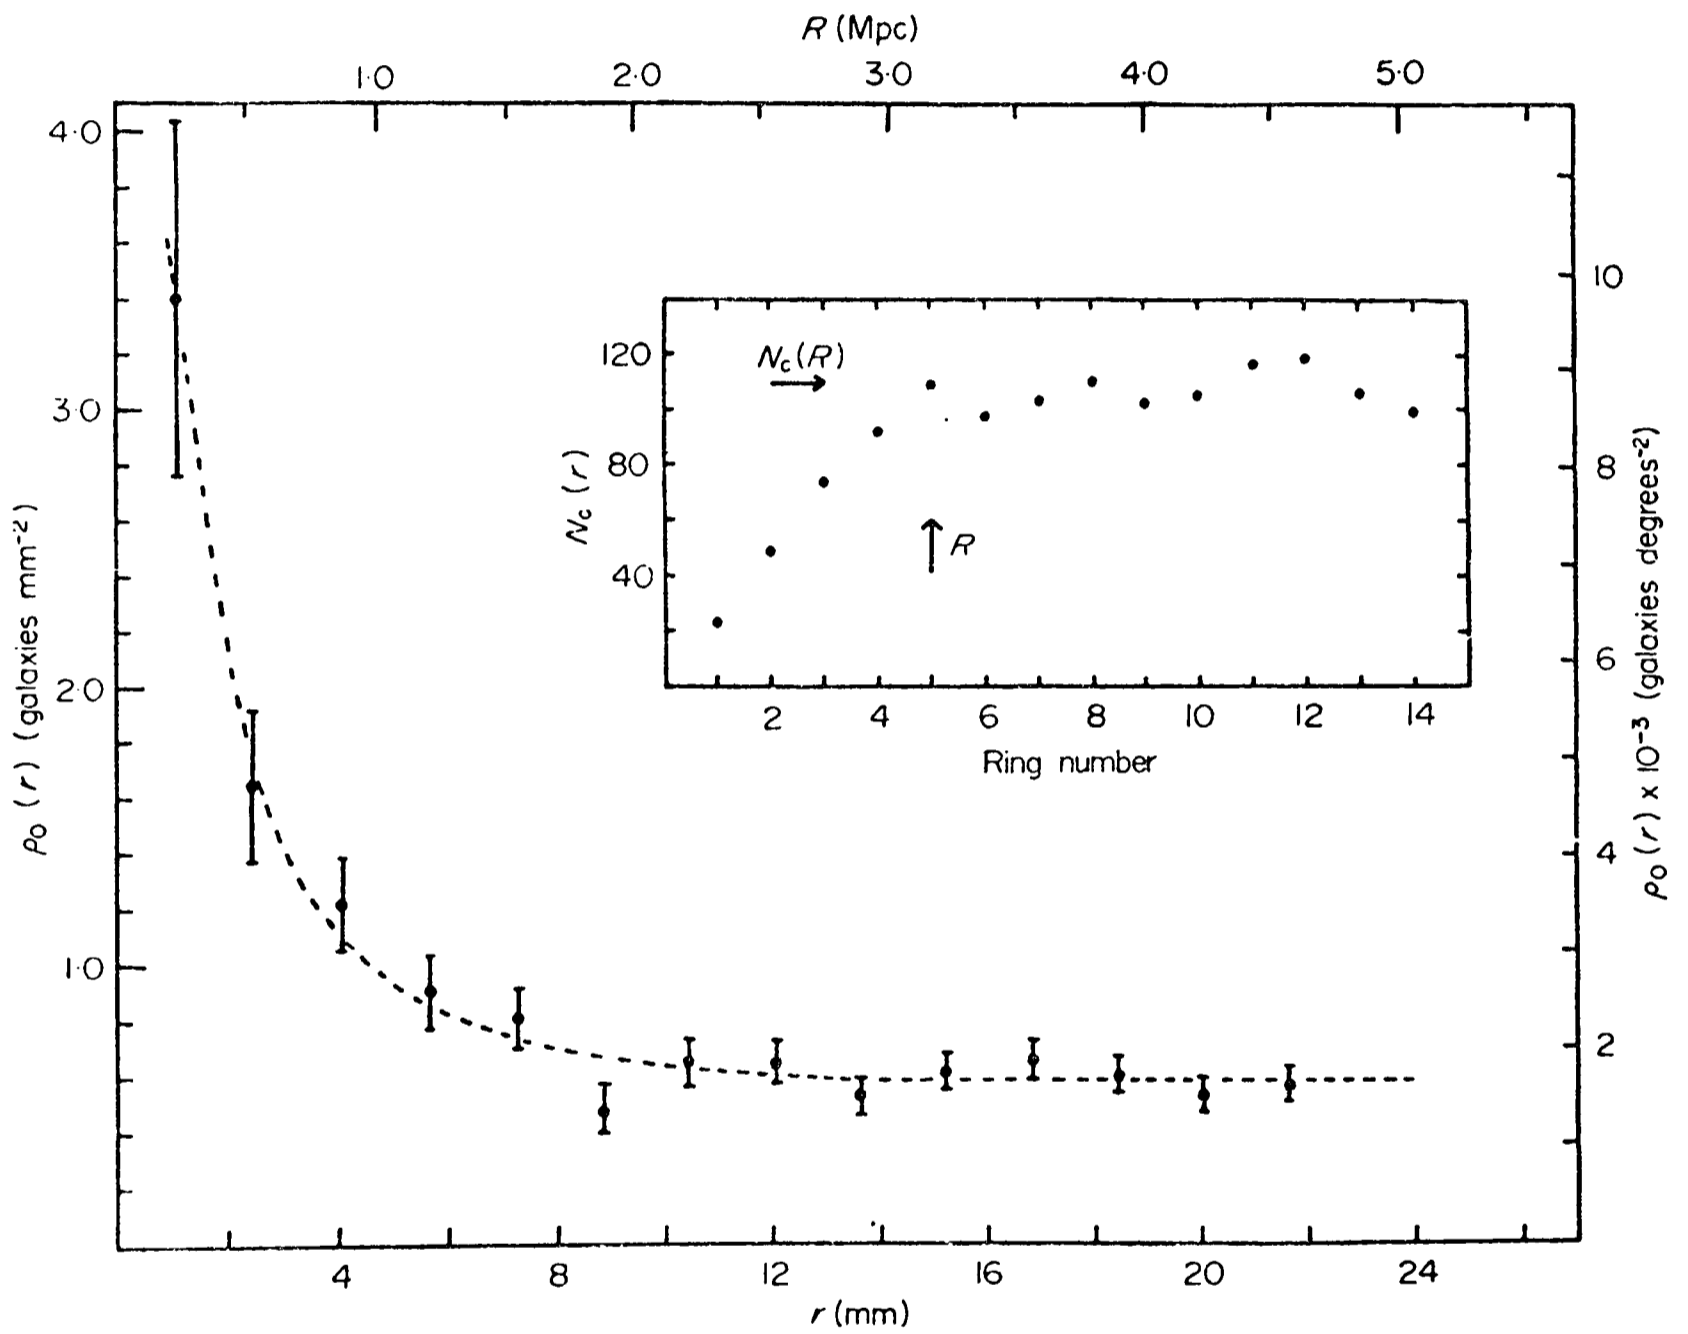 R (Mpc)
1·0 2·0 3·0 4·0 5·0
4·0
3·0
2·0
1·0
ρo (r) (galaxies mm⁻²)
10
8
6
4
2
ρo (r) x 10⁻³ (galaxies degrees⁻²)
120
80
40
Nc (r)
Nc(R)
R
2 4 6 8 10 12 14
Ring number
4 8 12 16 20 24
r (mm)